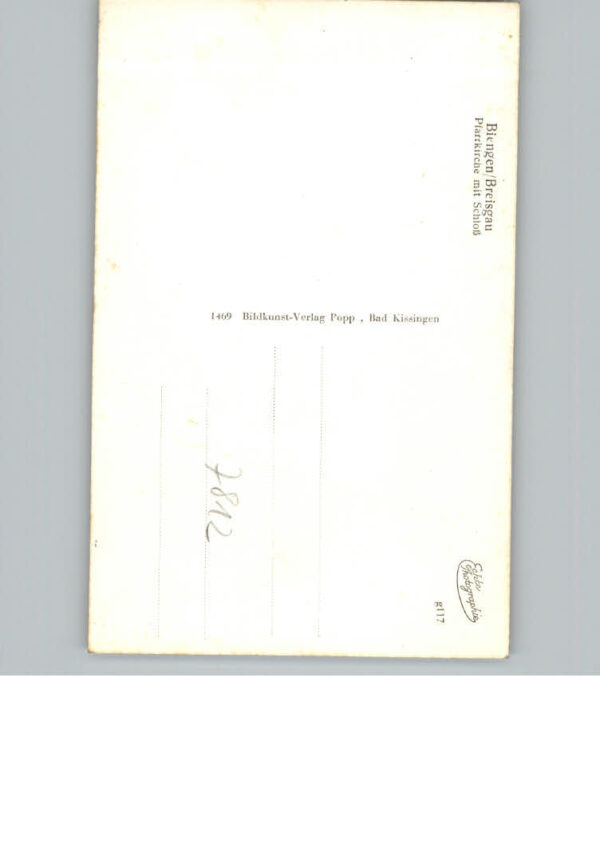 Biengen/Breisgau
Pfarrkirche mit Schloß
1469 Bildkunst-Verlag Popp , Bad Kissingen
7812
Echte
Photographie
g117